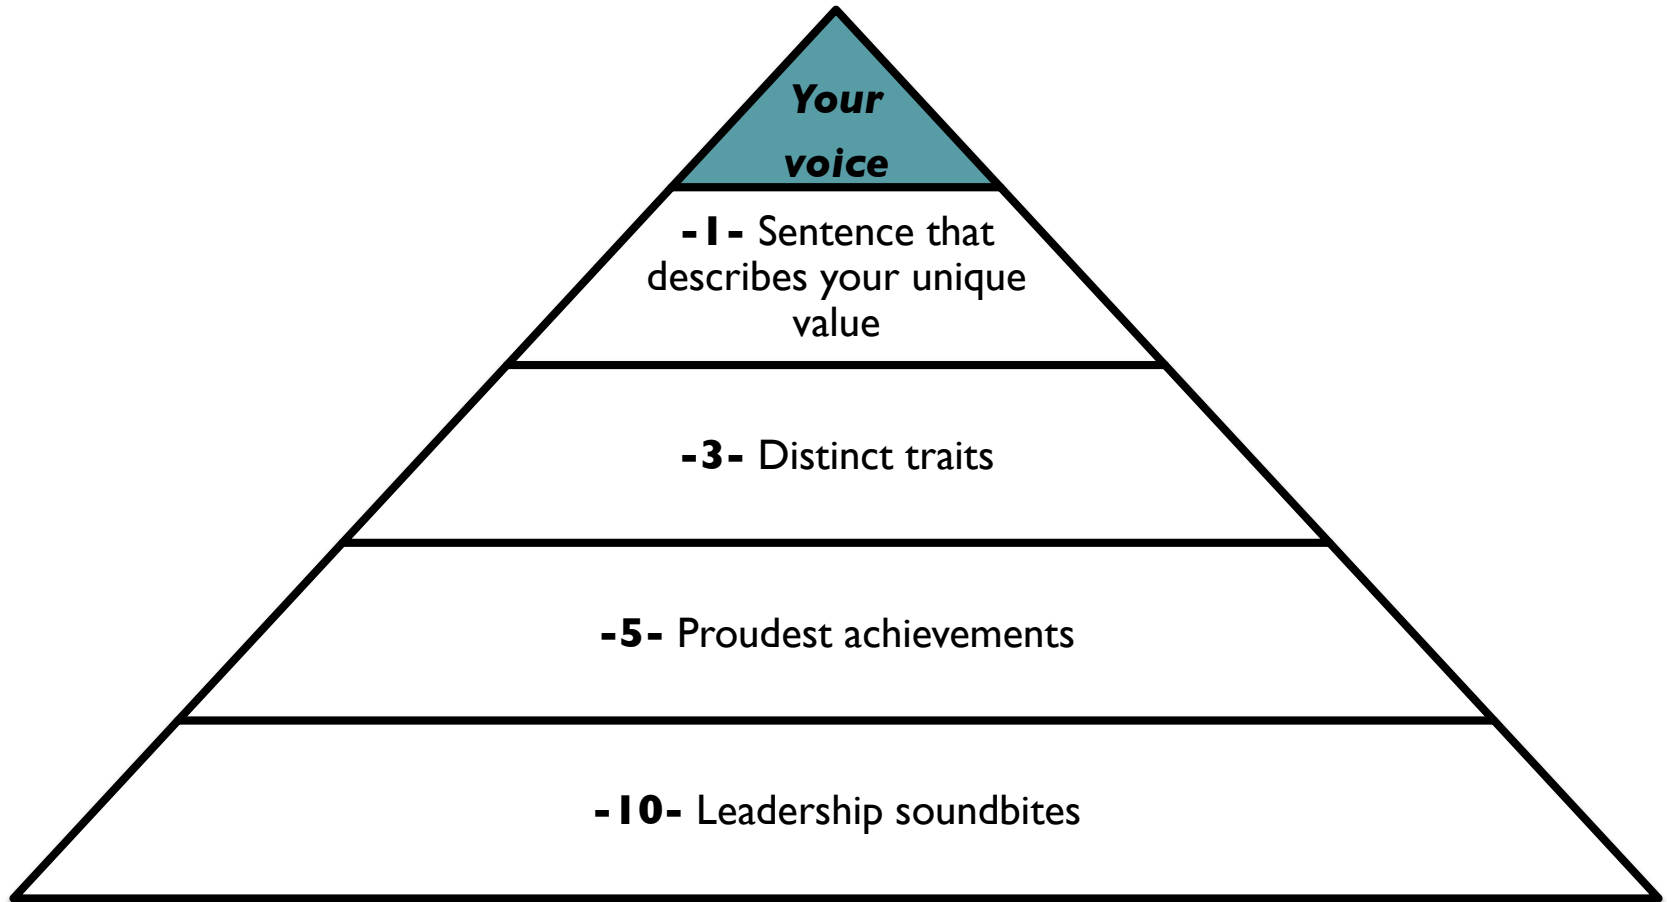 Your
voice
-1- Sentence that
describes your unique
value
-3- Distinct traits
-5- Proudest achievements
-10- Leadership soundbites